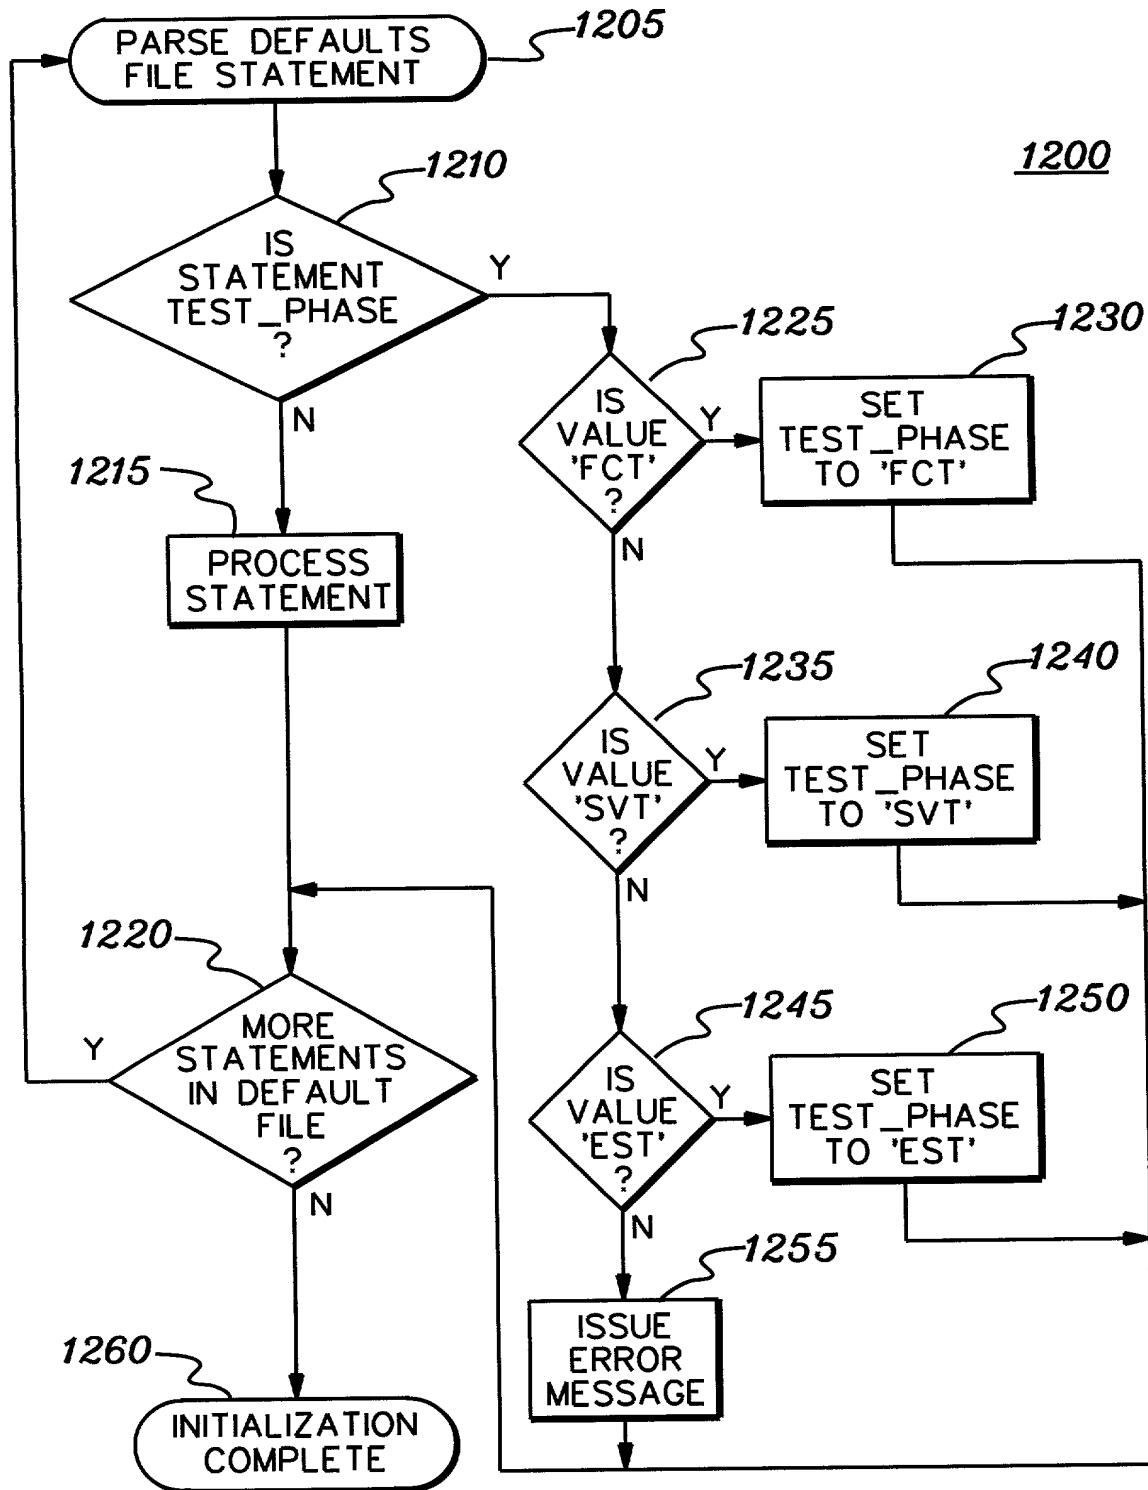 PARSE DEFAULTS
FILE STATEMENT
1205
1200
1210
IS
STATEMENT
TEST_PHASE
?
Y
N
1225
IS
VALUE
'FCT'
?
Y
N
1230
SET
TEST_PHASE
TO 'FCT'
1215
PROCESS
STATEMENT
1235
IS
VALUE
'SVT'
?
Y
N
1240
SET
TEST_PHASE
TO 'SVT'
1220
MORE
STATEMENTS
IN DEFAULT
FILE
?
Y
N
1245
IS
VALUE
'EST'
?
Y
N
1250
SET
TEST_PHASE
TO 'EST'
1255
ISSUE
ERROR
MESSAGE
1260
INITIALIZATION
COMPLETE